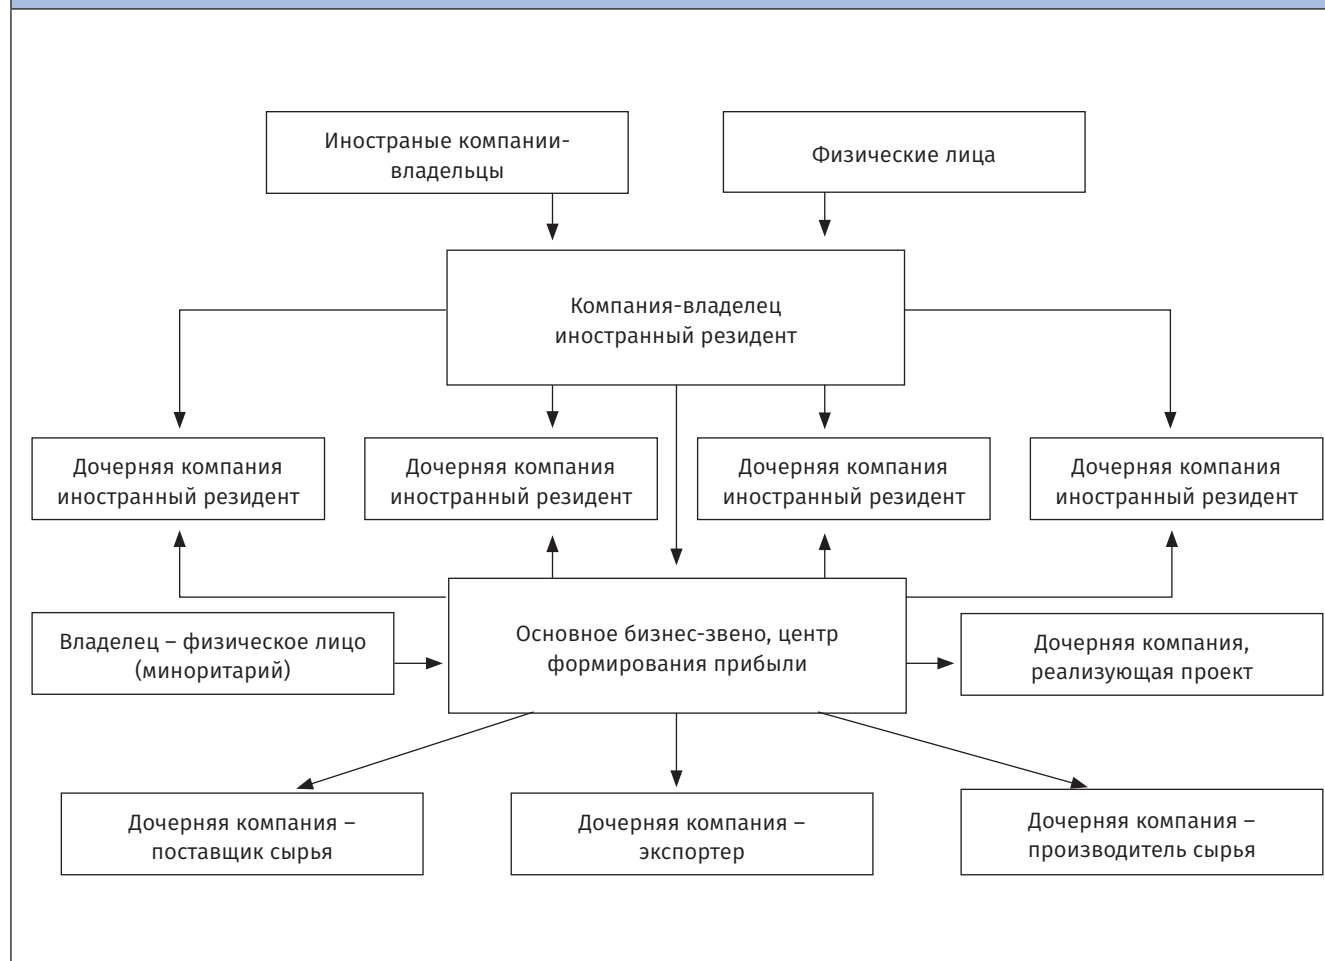 Иностраные компании-
владельцы
Физические лица
Компания-владелец
иностранный резидент
Дочерняя компания
иностранный резидент
Дочерняя компания
иностранный резидент
Дочерняя компания
иностранный резидент
Дочерняя компания
иностранный резидент
Владелец – физическое лицо
(миноритарий)
Основное бизнес-звено, центр
формирования прибыли
Дочерняя компания,
реализующая проект
Дочерняя компания –
поставщик сырья
Дочерняя компания –
экспортер
Дочерняя компания –
производитель сырья